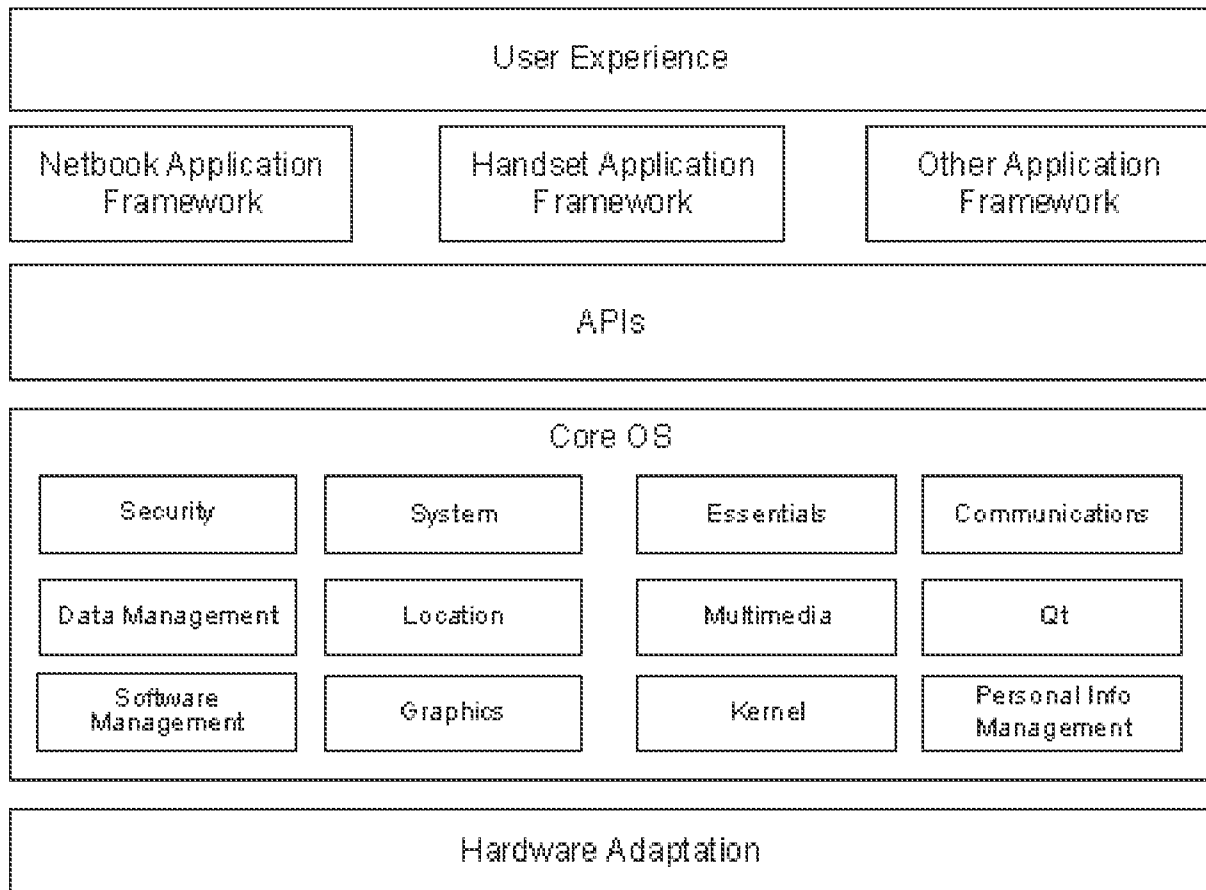 User Experience
Netbook Application
Framework
Handset Application
Framework
Other Application
Framework
APIs
Core OS
Security
System
Essentials
Communications
Data Management
Location
Multimedia
Qt
Software
Management
Graphics
Kernel
Personal Info
Management
Hardware Adaptation